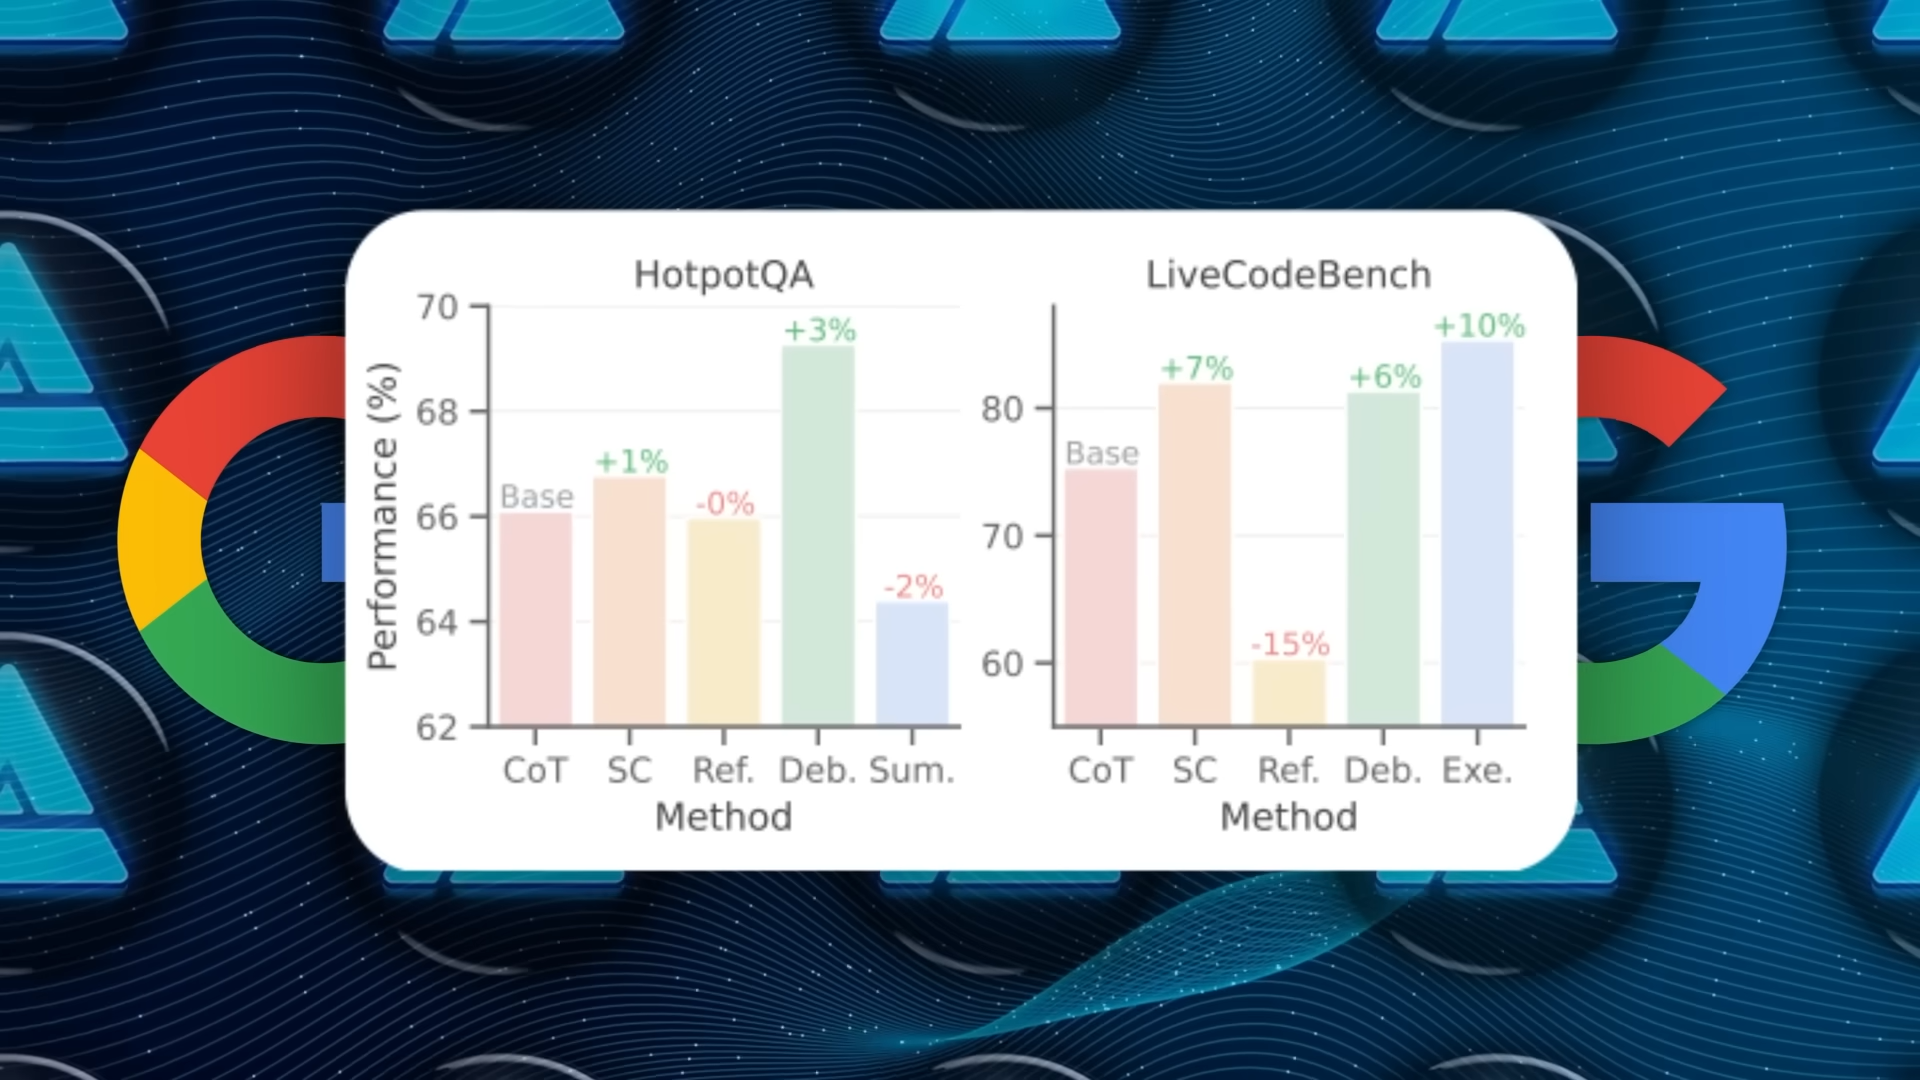 HotpotQA
Performance (%)
70
68
66
64
62
Base
+1%
-0%
+3%
-2%
CoT SC Ref. Deb. Sum.
Method
LiveCodeBench
80
70
60
Base
+7%
-15%
+6%
+10%
CoT SC Ref. Deb. Exe.
Method